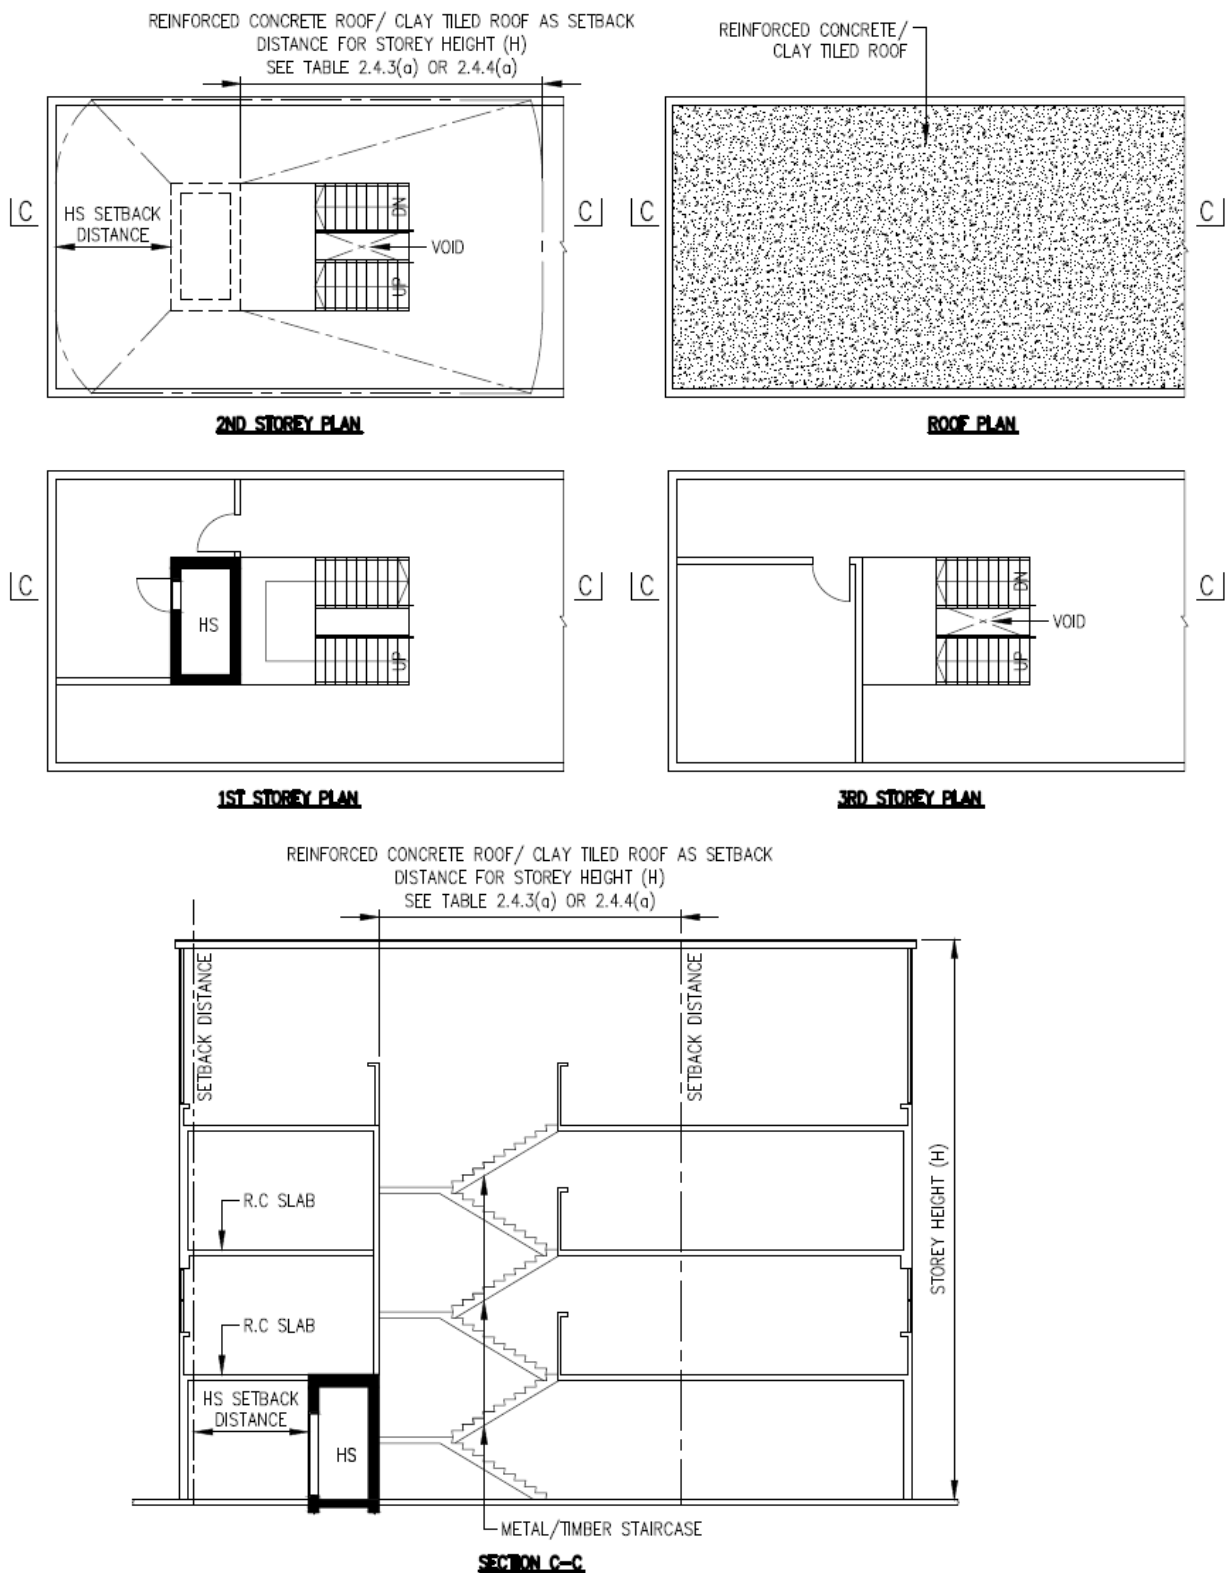 REINFORCED CONCRETE ROOF/ CLAY TILED ROOF AS SETBACK
DISTANCE FOR STOREY HEIGHT (H)
SEE TABLE 2.4.3(a) OR 2.4.4(a)
C
HS SETBACK
DISTANCE
DN
VOID
UP
C
2ND STOREY PLAN
REINFORCED CONCRETE/
CLAY TILED ROOF
C
C
ROOF PLAN
C
HS
UP
C
1ST STOREY PLAN
C
DN
VOID
UP
C
3RD STOREY PLAN
REINFORCED CONCRETE ROOF/ CLAY TILED ROOF AS SETBACK
DISTANCE FOR STOREY HEIGHT (H)
SEE TABLE 2.4.3(a) OR 2.4.4(a)
SETBACK DISTANCE
SETBACK DISTANCE
STOREY HEIGHT (H)
R.C SLAB
R.C SLAB
HS SETBACK
DISTANCE
HS
METAL/TIMBER STAIRCASE
SECTION C-C